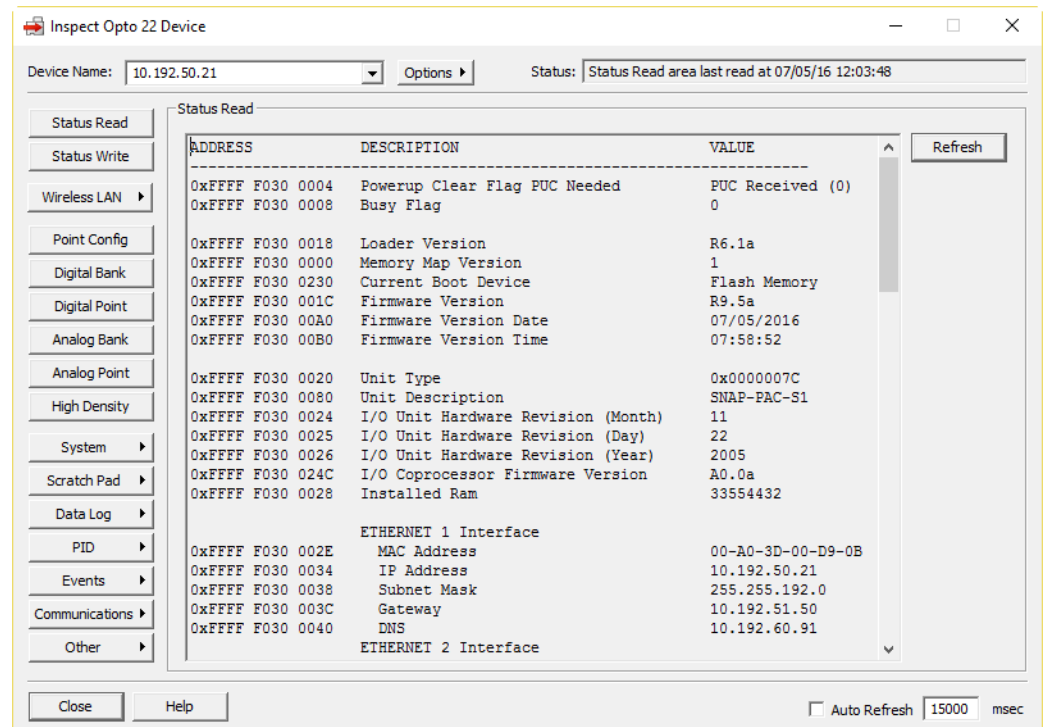 Inspect Opto 22 Device
Device Name: 10.192.50.21 Options Status: Status Read area last read at 07/05/16 12:03:48
Status Read
Status Write
Wireless LAN
Point Config
Digital Bank
Digital Point
Analog Bank
Analog Point
High Density
System
Scratch Pad
Data Log
PID
Events
Communications
Other
Status Read
ADDRESS DESCRIPTION VALUE
--------------------------------------------------------------------------------
0xFFFF F030 0004 Powerup Clear Flag PUC Needed PUC Received (0)
0xFFFF F030 0008 Busy Flag 0
0xFFFF F030 0018 Loader Version R6.1a
0xFFFF F030 0000 Memory Map Version 1
0xFFFF F030 0230 Current Boot Device Flash Memory
0xFFFF F030 001C Firmware Version R9.5a
0xFFFF F030 00A0 Firmware Version Date 07/05/2016
0xFFFF F030 00B0 Firmware Version Time 07:58:52
0xFFFF F030 0020 Unit Type 0x0000007C
0xFFFF F030 0080 Unit Description SNAP-PAC-S1
0xFFFF F030 0024 I/O Unit Hardware Revision (Month) 11
0xFFFF F030 0025 I/O Unit Hardware Revision (Day) 22
0xFFFF F030 0026 I/O Unit Hardware Revision (Year) 2005
0xFFFF F030 024C I/O Coprocessor Firmware Version A0.0a
0xFFFF F030 0028 Installed Ram 33554432
ETHERNET 1 Interface
0xFFFF F030 002E MAC Address 00-A0-3D-00-D9-0B
0xFFFF F030 0034 IP Address 10.192.50.21
0xFFFF F030 0038 Subnet Mask 255.255.192.0
0xFFFF F030 003C Gateway 10.192.51.50
0xFFFF F030 0040 DNS 10.192.60.91
ETHERNET 2 Interface
Refresh
Close Help Auto Refresh 15000 msec